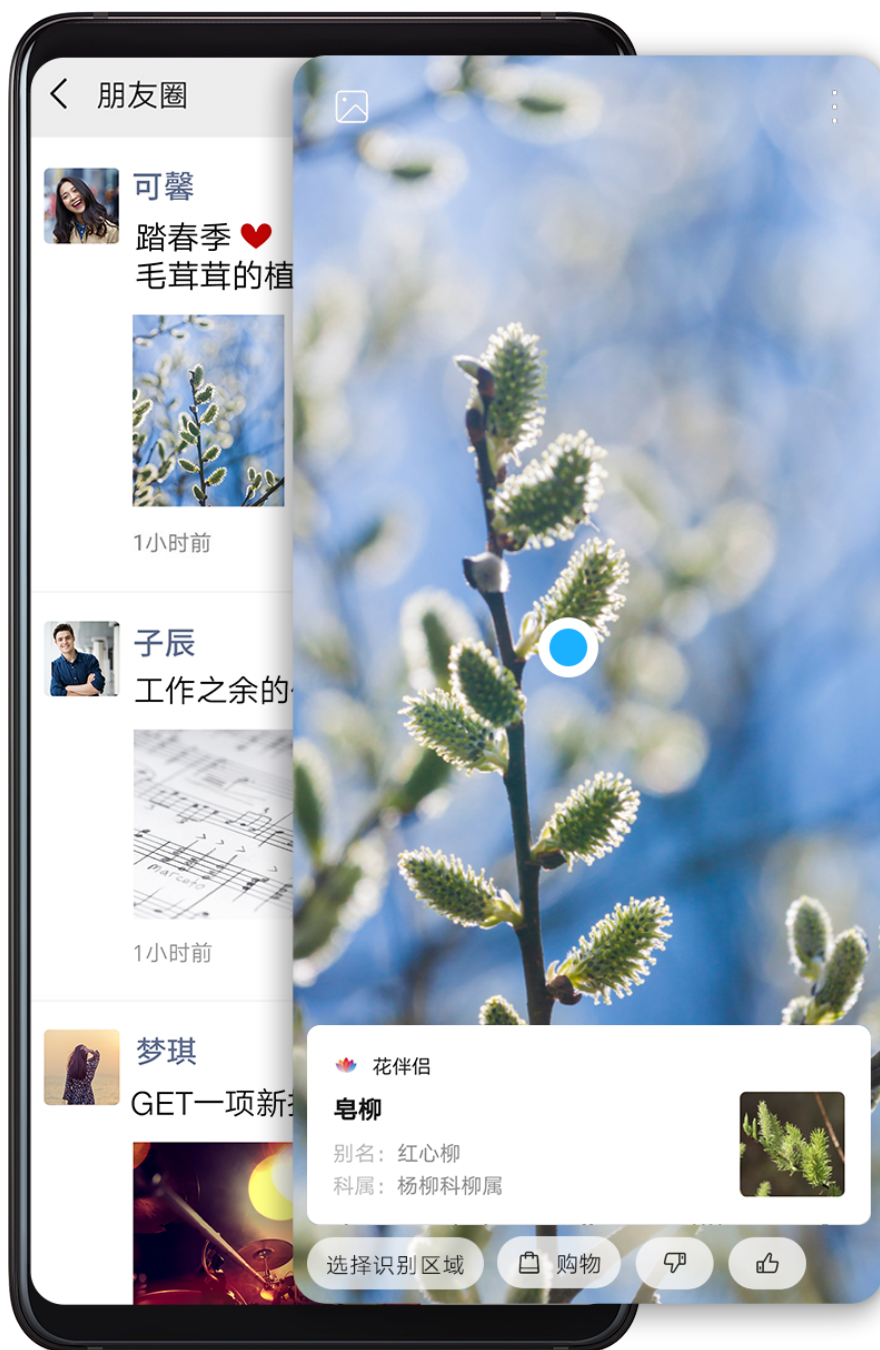 朋友圈
可馨
踏春季
毛茸茸的植
1小时前
子辰
工作之余的
Marcato
1小时前
梦琪
GET一项新
花伴侣
皂柳
别名：红心柳
科属：杨柳科柳属
选择识别区域
购物